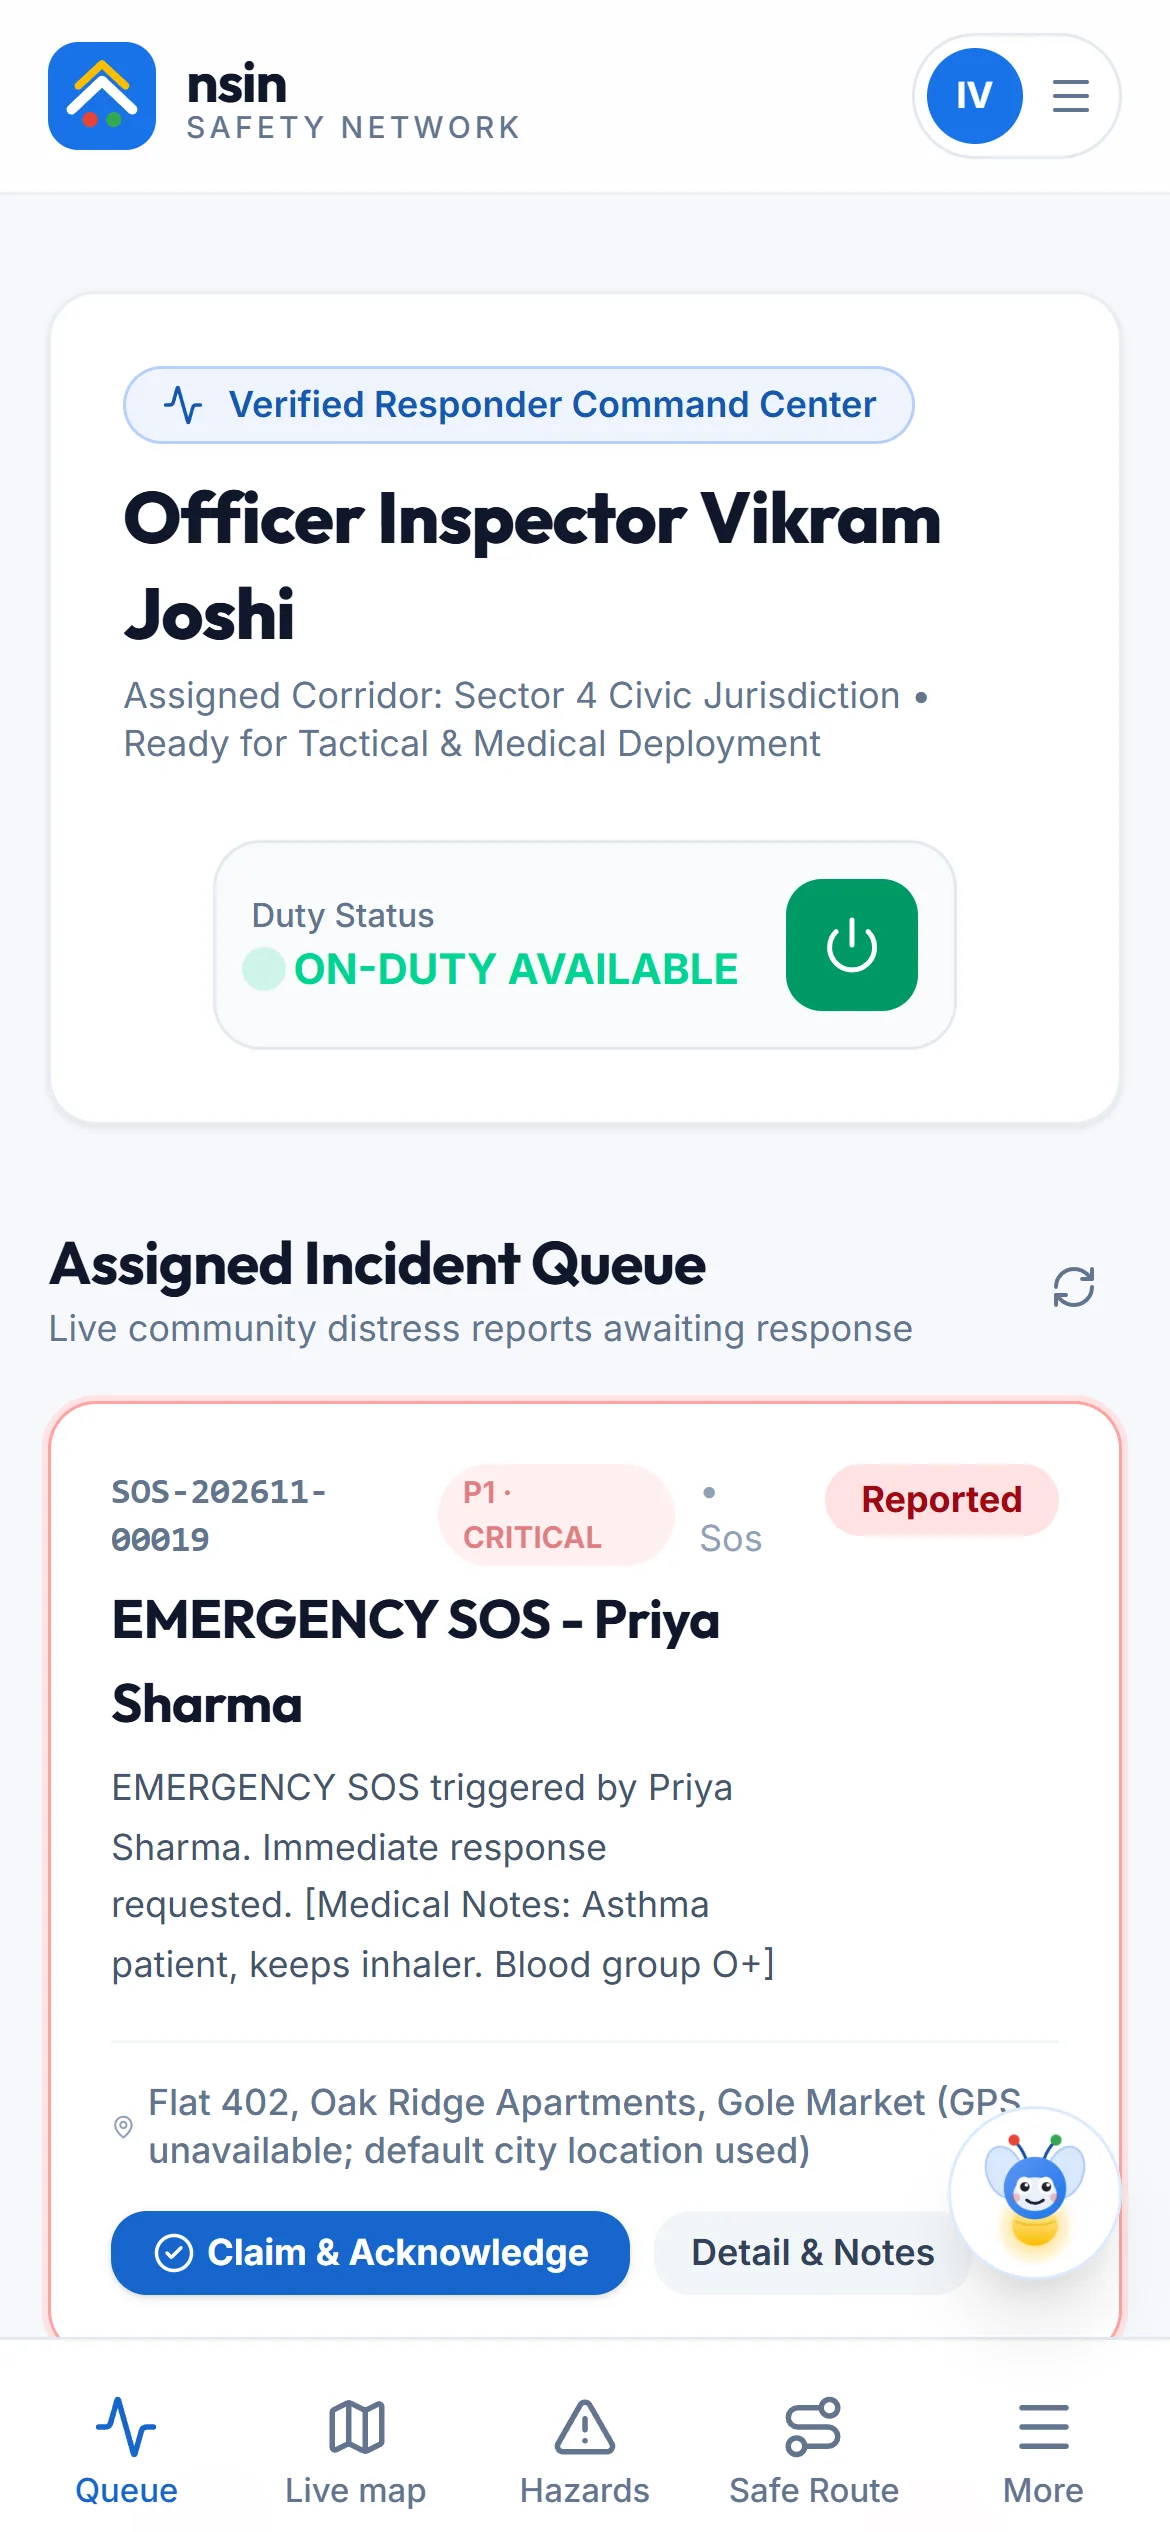 nsin
SAFETY NETWORK
IV
Verified Responder Command Center
Officer Inspector Vikram
Joshi
Assigned Corridor: Sector 4 Civic Jurisdiction •
Ready for Tactical & Medical Deployment
Duty Status
ON-DUTY AVAILABLE
Assigned Incident Queue
Live community distress reports awaiting response
SOS-202611-
00019
P1 ·
CRITICAL
•
Sos
Reported
EMERGENCY SOS - Priya
Sharma
EMERGENCY SOS triggered by Priya
Sharma. Immediate response
requested. [Medical Notes: Asthma
patient, keeps inhaler. Blood group O+]
Flat 402, Oak Ridge Apartments, Gole Market (GPS
unavailable; default city location used)
Claim & Acknowledge
Detail & Notes
Queue
Live map
Hazards
Safe Route
More